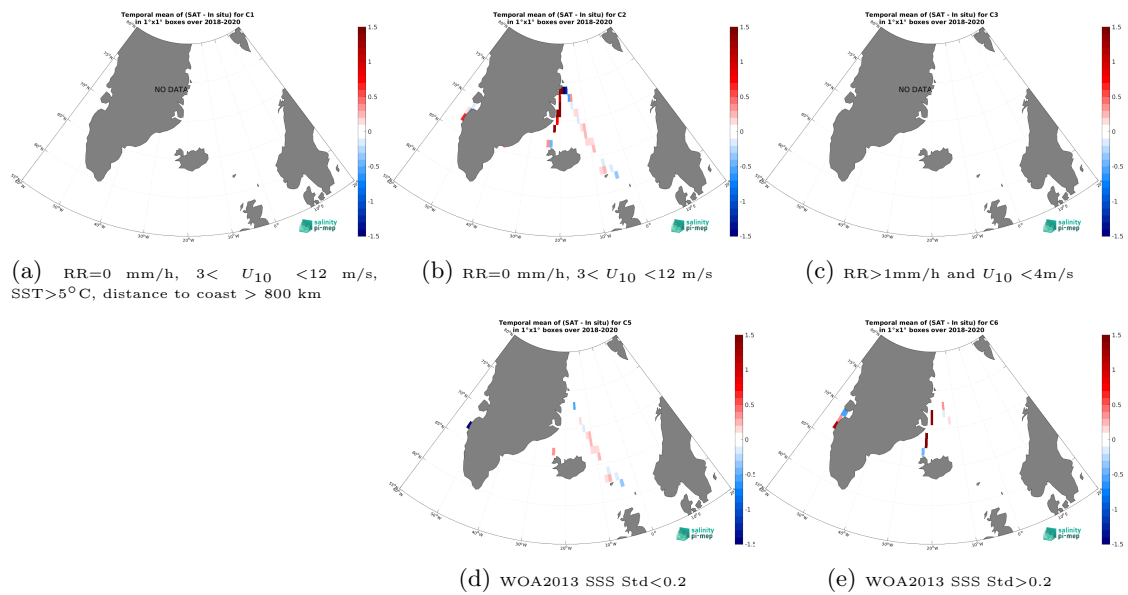 Temporal mean of (SAT - In situ) for C1
in 1°x1° boxes over 2018-2020
NO DATA
1.5
1
0.5
0
-0.5
-1
-1.5
salinity
pi-mep
(a) RR=0 mm/h, 3< U10 <12 m/s,
SST>5°C, distance to coast > 800 km
Temporal mean of (SAT - In situ) for C2
in 1°x1° boxes over 2018-2020
1.5
1
0.5
0
-0.5
-1
-1.5
salinity
pi-mep
(b) RR=0 mm/h, 3< U10 <12 m/s
Temporal mean of (SAT - In situ) for C3
in 1°x1° boxes over 2018-2020
NO DATA
1.5
1
0.5
0
-0.5
-1
-1.5
salinity
pi-mep
(c) RR>1mm/h and U10 <4m/s
Temporal mean of (SAT - In situ) for C5
in 1°x1° boxes over 2018-2020
1.5
1
0.5
0
-0.5
-1
-1.5
salinity
pi-mep
(d) WOA2013 SSS Std<0.2
Temporal mean of (SAT - In situ) for C6
in 1°x1° boxes over 2018-2020
1.5
1
0.5
0
-0.5
-1
-1.5
salinity
pi-mep
(e) WOA2013 SSS Std>0.2